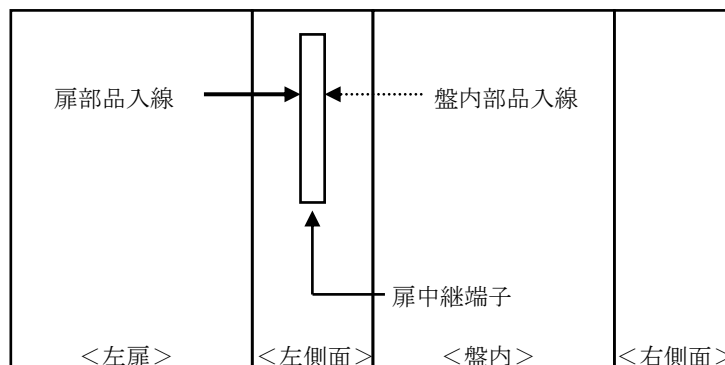 扉部品入線
盤内部品入線
扉中継端子
＜左扉＞
＜左側面＞
＜盤内＞
＜右側面＞